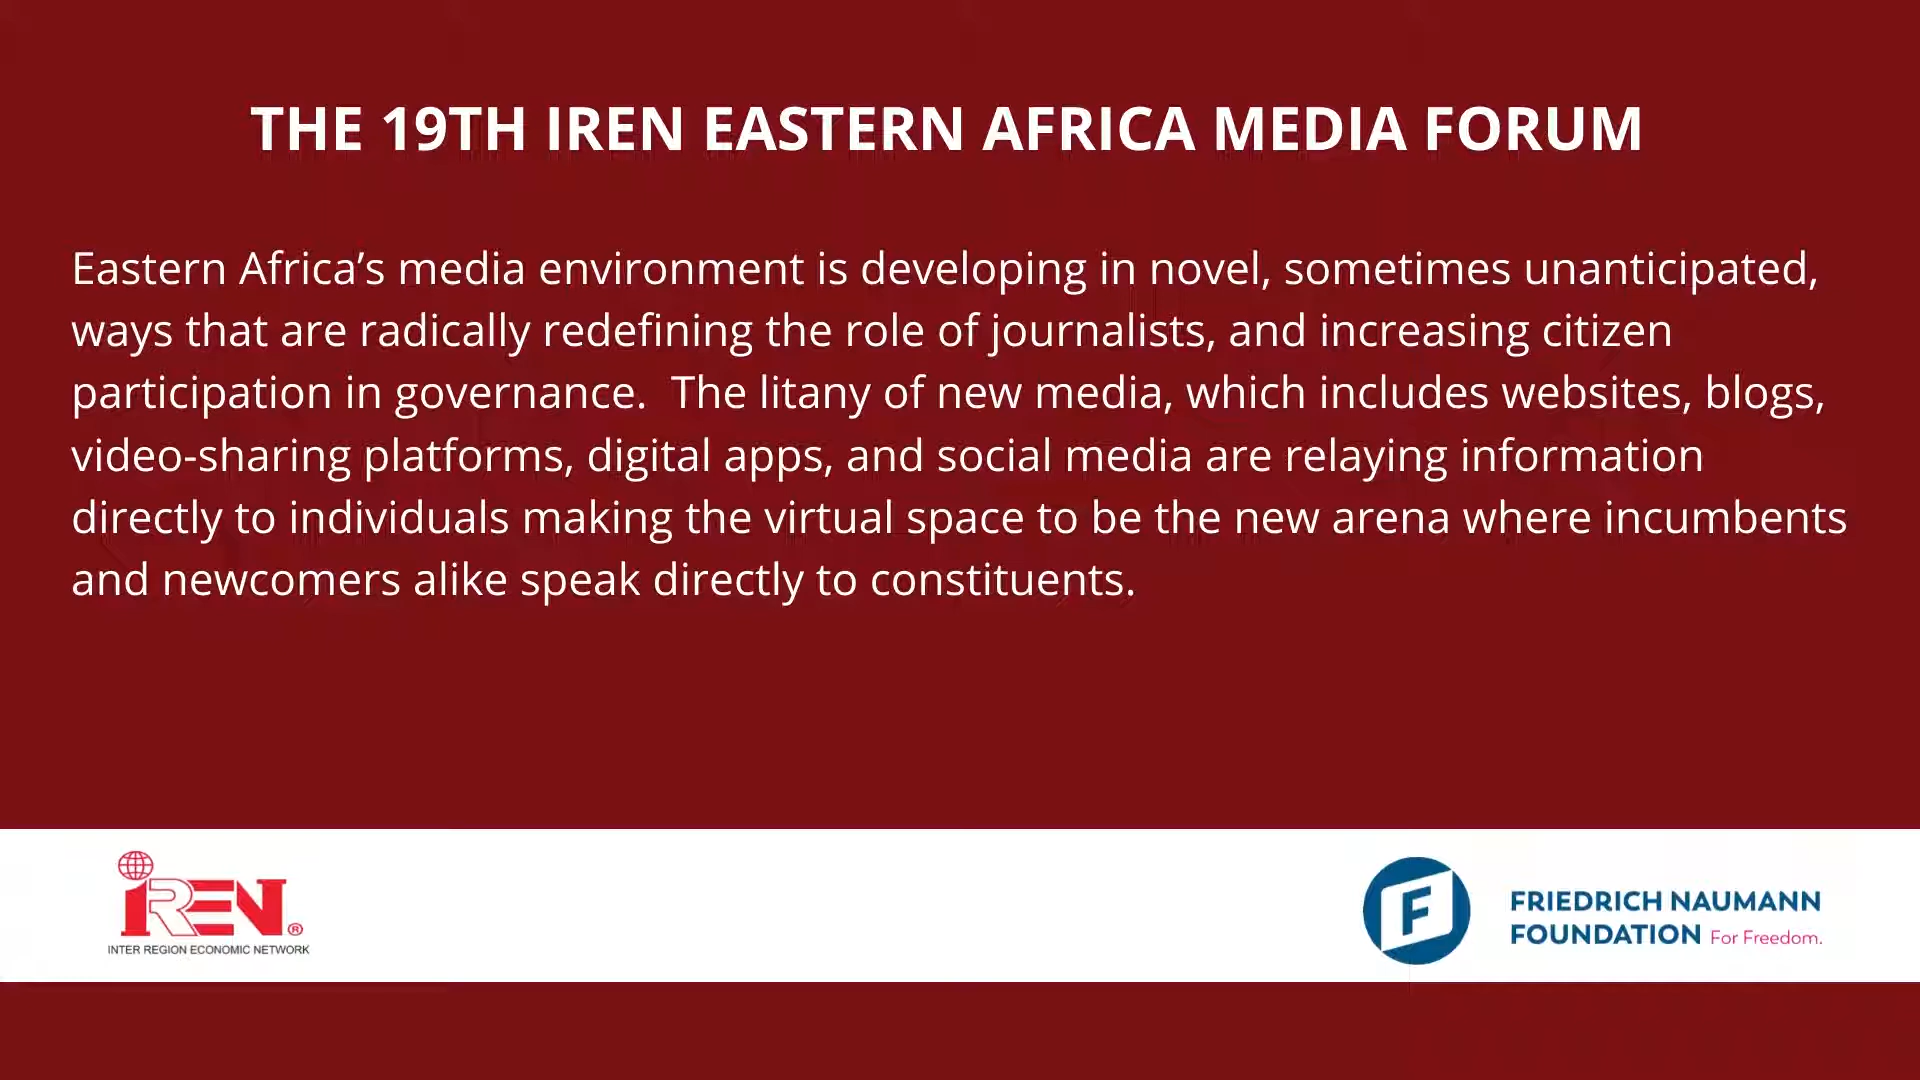 THE 19TH IREN EASTERN AFRICA MEDIA FORUM
Eastern Africa’s media environment is developing in novel, sometimes unanticipated,
ways that are radically redefining the role of journalists, and increasing citizen
participation in governance.  The litany of new media, which includes websites, blogs,
video-sharing platforms, digital apps, and social media are relaying information
directly to individuals making the virtual space to be the new arena where incumbents
and newcomers alike speak directly to constituents.
iREN®
INTER REGION ECONOMIC NETWORK
F
FRIEDRICH NAUMANN
FOUNDATION For Freedom.